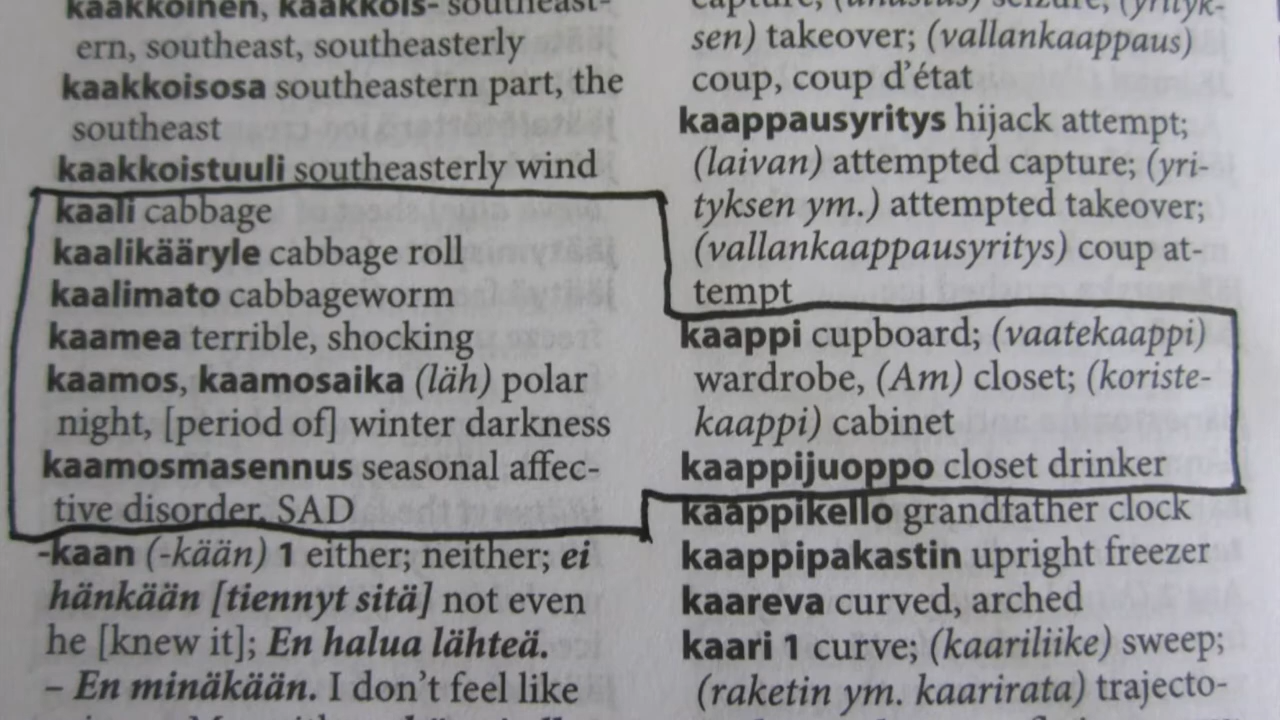 kaakkoinen, kaakkois- southeast-
ern, southeast, southeasterly
kaakkoisosa southeastern part, the
southeast
kaakkoistuuli southeasterly wind
kaali cabbage
kaalikääryle cabbage roll
kaalimato cabbageworm
kaamea terrible, shocking
kaamos, kaamosaika (läh) polar
night, [period of] winter darkness
kaamosmasennus seasonal affec-
tive disorder, SAD
-kaan (-kään) 1 either; neither; ei
hänkään [tiennyt sitä] not even
he [knew it]; En halua lähteä.
– En minäkään. I don't feel like
capture, (anastus) seizure; (yrityk-
sen) takeover; (vallankaappaus)
coup, coup d'état
kaappausyritys hijack attempt;
(laivan) attempted capture; (yri-
tyksen ym.) attempted takeover;
(vallankaappausyritys) coup at-
tempt
kaappi cupboard; (vaatekaappi)
wardrobe, (Am) closet; (koriste-
kaappi) cabinet
kaappijuoppo closet drinker
kaappikello grandfather clock
kaappipakastin upright freezer
kaareva curved, arched
kaari 1 curve; (kaariliike) sweep;
(raketin ym. kaarirata) trajecto-